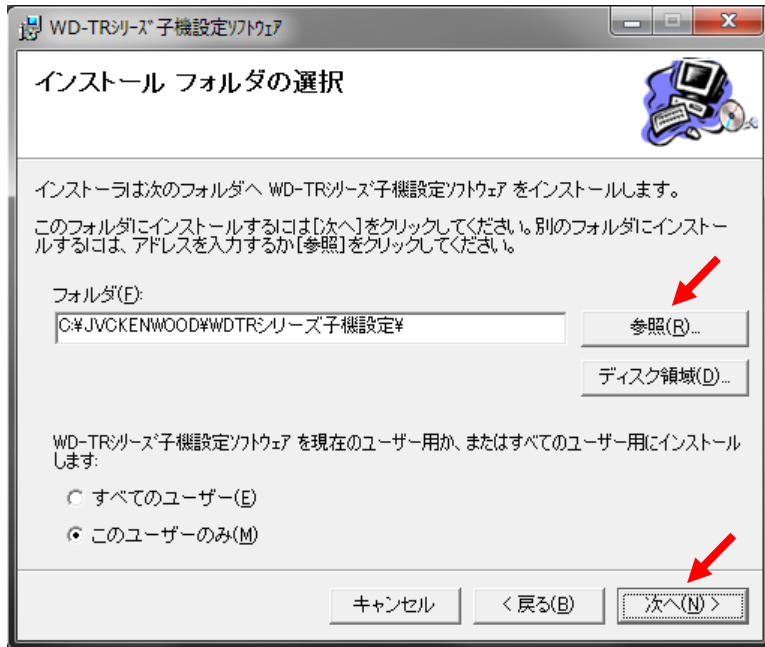 WD-TRｼﾘｰｽﾞ子機設定ｿﾌﾄｳｪｱ
インストール フォルダの選択
インストーラは次のフォルダへ WD-TRｼﾘｰｽﾞ子機設定ｿﾌﾄｳｪｱ をインストールします。
このフォルダにインストールするには[次へ]をクリックしてください。別のフォルダにインストー
ルするには、アドレスを入力するか[参照]をクリックしてください。
フォルダ(F):
C:¥JVCKENWOOD¥WDTRシリーズ子機設定¥
参照(R)...
ディスク領域(D)...
WD-TRｼﾘｰｽﾞ子機設定ｿﾌﾄｳｪｱ を現在のユーザー用か、またはすべてのユーザー用にインストール
します:
すべてのユーザー(E)
このユーザーのみ(M)
キャンセル
< 戻る(B)
次へ(N) >